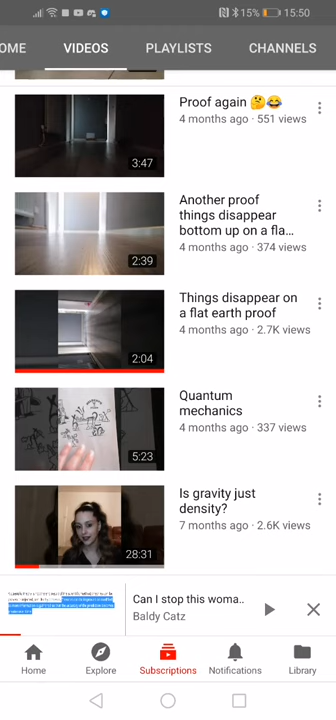 15% 15:50
OME VIDEOS PLAYLISTS CHANNELS
Proof again 🤔😂
4 months ago · 551 views
3:47
Another proof
things disappear
bottom up on a fla...
4 months ago · 374 views
2:39
Things disappear on
a flat earth proof
4 months ago · 2.7K views
2:04
Quantum
mechanics
4 months ago · 337 views
5:23
Is gravity just
density?
7 months ago · 2.6K views
28:31
Can I stop this woma..
Baldy Catz
Home Explore Subscriptions Notifications Library